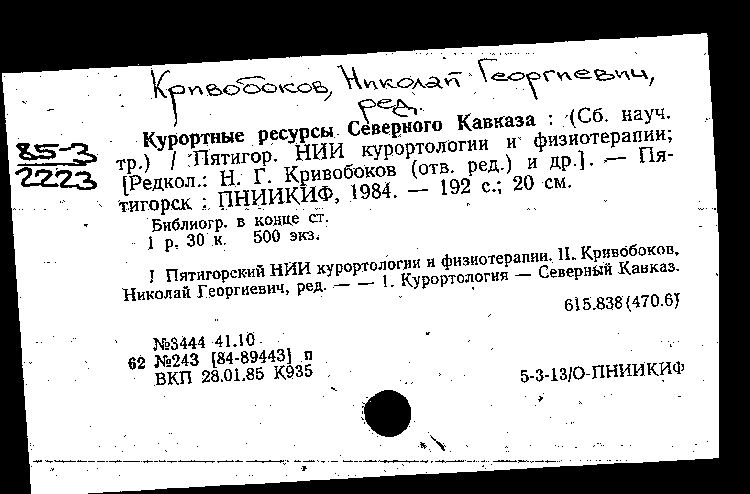 Кривобоков, Николай Георгиевич,
ред.
85-3
2223
Курортные ресурсы Северного Кавказа : (Сб. науч.
тр.) / Пятигор. НИИ курортологии и физиотерапии;
[Редкол.: Н. Г. Кривобоков (отв. ред.) и др.]. — Пя-
тигорск : ПНИИКИФ, 1984. — 192 с.; 20 см.
Библиогр. в конце ст.
1 р. 30 к. 500 экз.
I Пятигорский НИИ курортологии и физиотерапии. II. Кривобоков,
Николай Георгиевич, ред. — — 1. Курортология — Северный Кавказ.
615.838(470.6)
№3444 41.10
62 №243 [84-89443] п
ВКП 28.01.85 К935
5-3-13/О-ПНИИКИФ